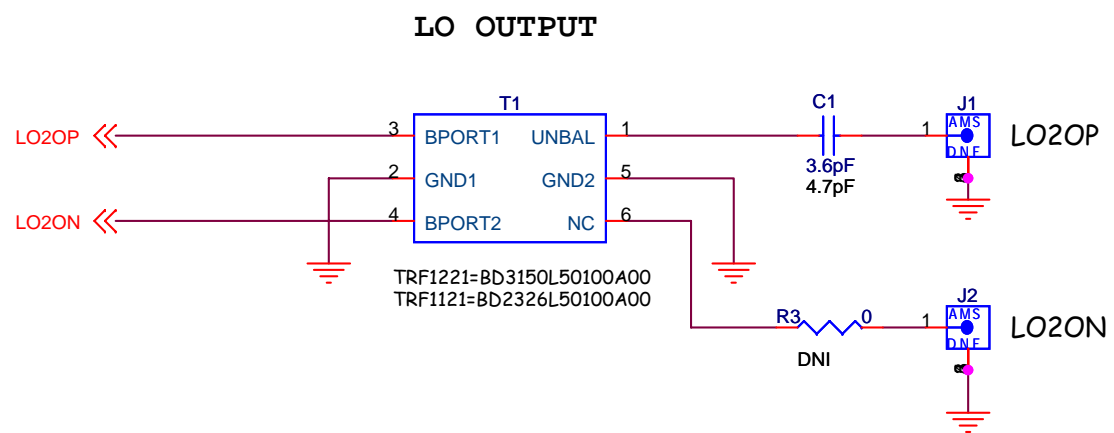 LO OUTPUT
T1
C1
J1
LO2OP
3
BPORT1
UNBAL
1
1
AMS
DNF
LO2OP
2
GND1
GND2
5
3.6pF
4.7pF
LO2ON
4
BPORT2
NC
6
TRF1221=BD3150L50100A00
TRF1121=BD2326L50100A00
R3
0
DNI
J2
1
AMS
DNF
LO2ON